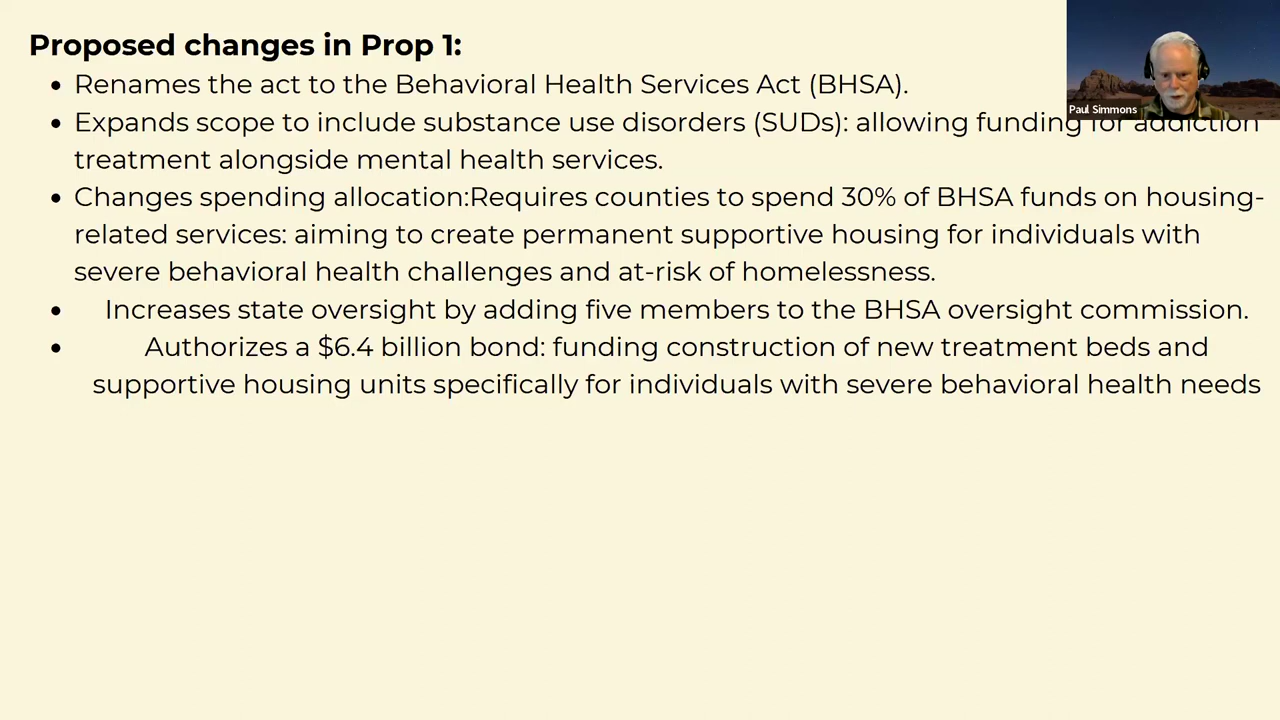 Proposed changes in Prop 1:
• Renames the act to the Behavioral Health Services Act (BHSA).
Paul Simmons
• Expands scope to include substance use disorders (SUDs): allowing funding for addiction
treatment alongside mental health services.
• Changes spending allocation:Requires counties to spend 30% of BHSA funds on housing-
related services: aiming to create permanent supportive housing for individuals with
severe behavioral health challenges and at-risk of homelessness.
• Increases state oversight by adding five members to the BHSA oversight commission.
• Authorizes a $6.4 billion bond: funding construction of new treatment beds and
supportive housing units specifically for individuals with severe behavioral health needs